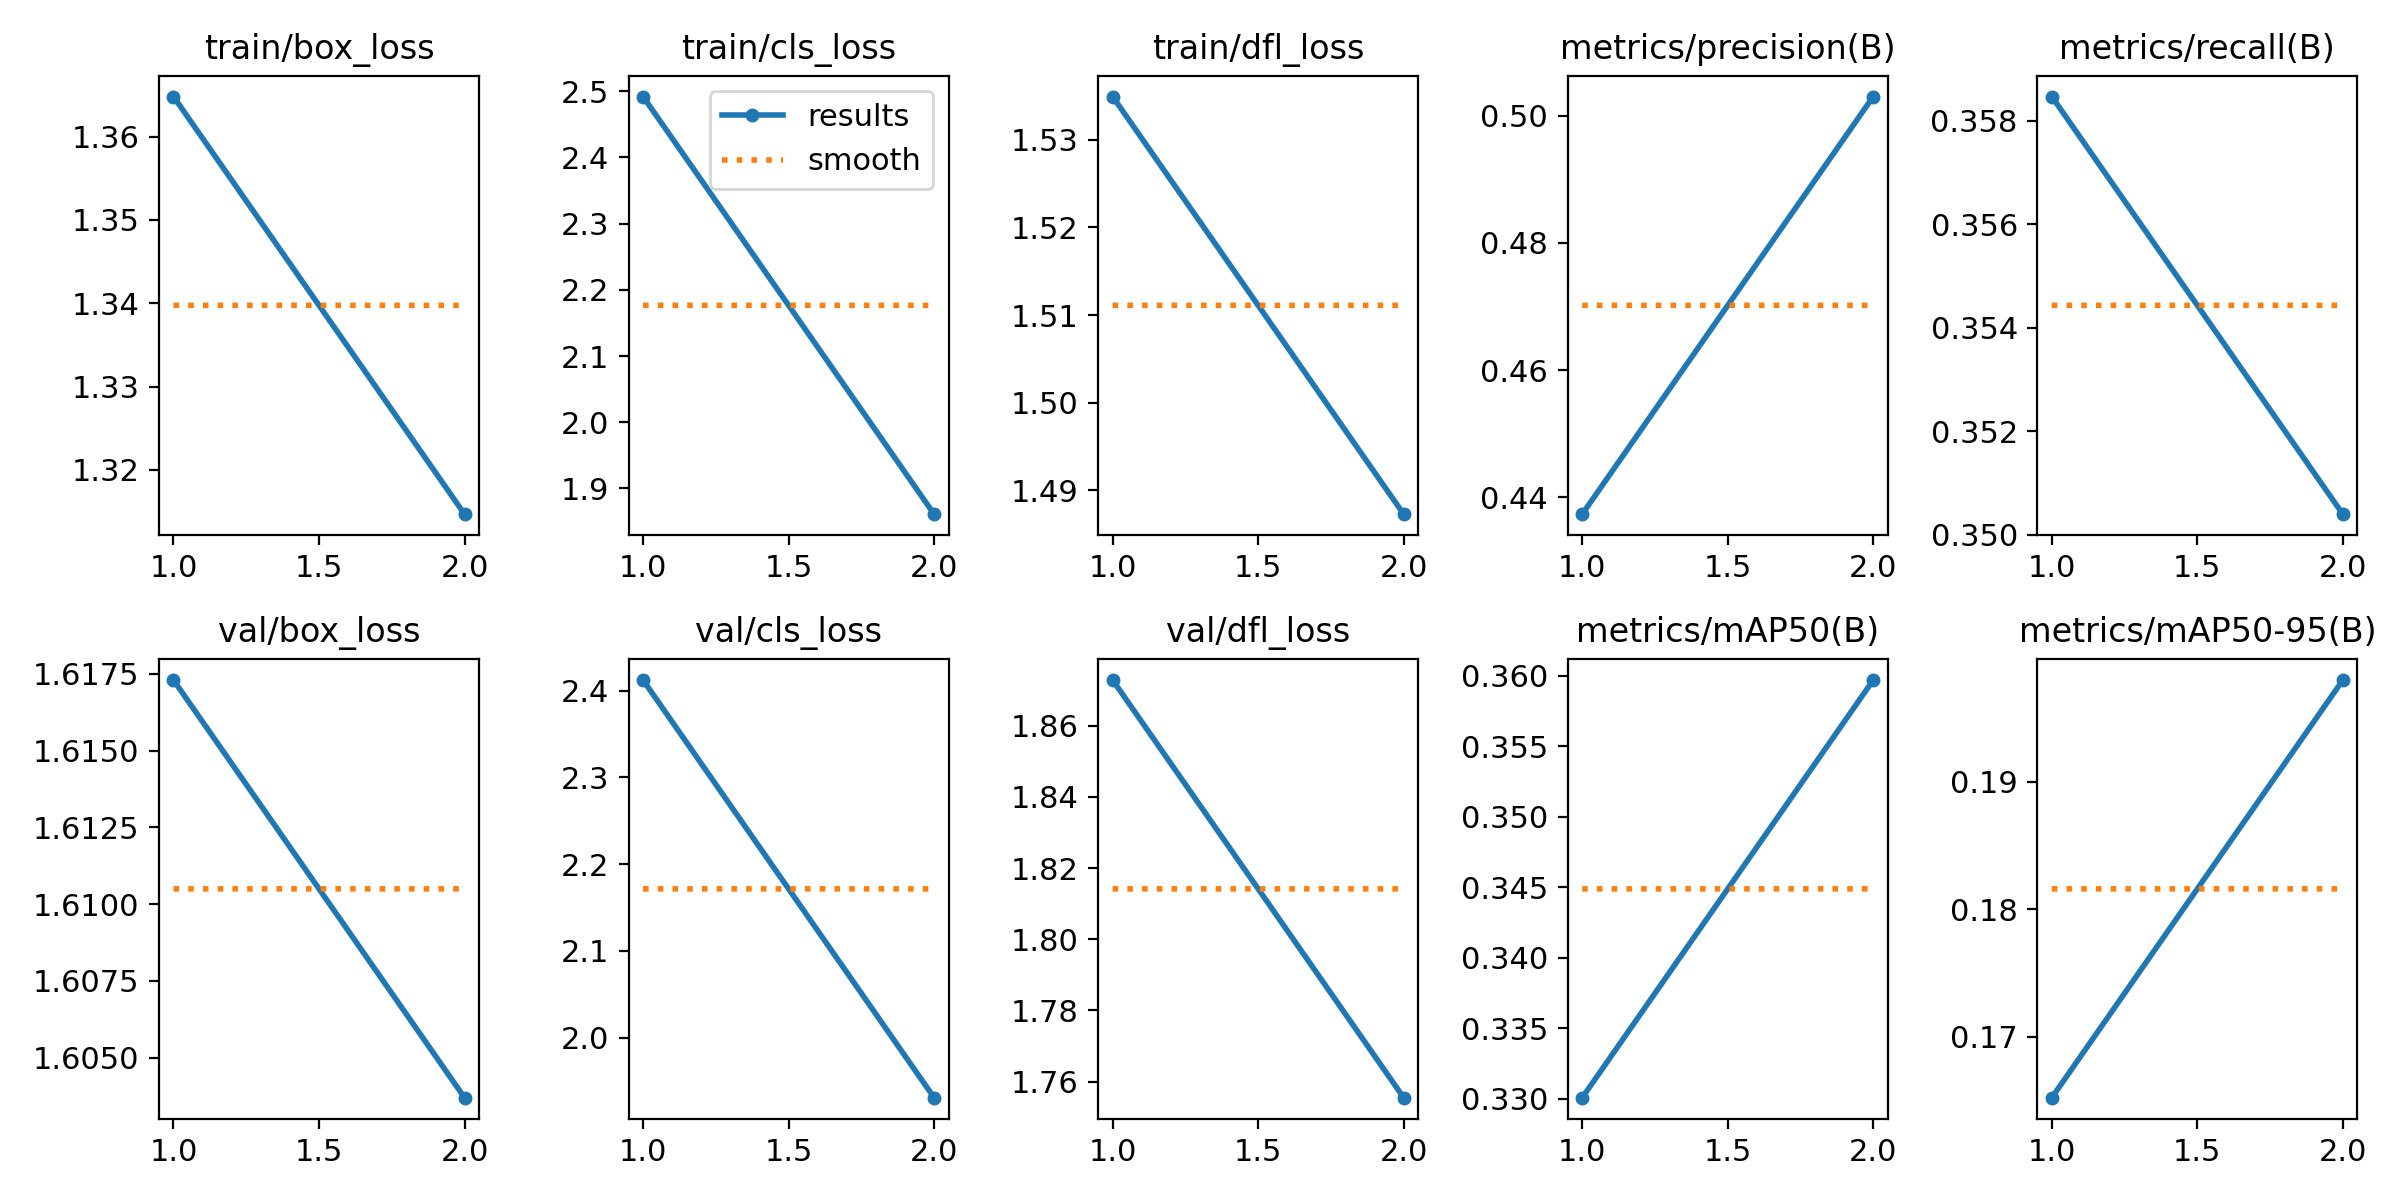 train/box_loss
1.36
1.35
1.34
1.33
1.32
1.0 1.5 2.0
train/cls_loss
2.5
2.4
2.3
2.2
2.1
2.0
1.9
results
smooth
1.0 1.5 2.0
train/dfl_loss
1.53
1.52
1.51
1.50
1.49
1.0 1.5 2.0
metrics/precision(B)
0.50
0.48
0.46
0.44
1.0 1.5 2.0
metrics/recall(B)
0.358
0.356
0.354
0.352
0.350
1.0 1.5 2.0
val/box_loss
1.6175
1.6150
1.6125
1.6100
1.6075
1.6050
1.0 1.5 2.0
val/cls_loss
2.4
2.3
2.2
2.1
2.0
1.0 1.5 2.0
val/dfl_loss
1.86
1.84
1.82
1.80
1.78
1.76
1.0 1.5 2.0
metrics/mAP50(B)
0.360
0.355
0.350
0.345
0.340
0.335
0.330
1.0 1.5 2.0
metrics/mAP50-95(B)
0.19
0.18
0.17
1.0 1.5 2.0